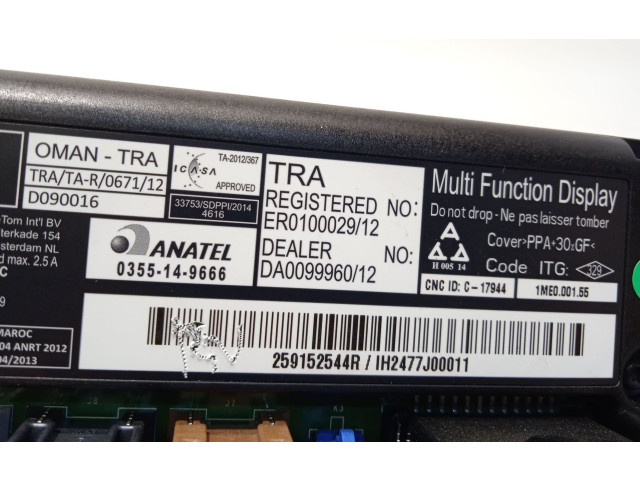 OMAN - TRA
TRA/TA-R/0671/12
D090016
ICASA
TA-2012/367
APPROVED
33753/SDPPI/2014
4616
TRA
REGISTERED NO:
ER0100029/12
DEALER NO:
DA0099960/12
Multi Function Display
Do not drop - Ne pas laisser tomber
Cover>PPA+30:GF<
Code ITG: 329
H 005 14
CNC ID: C-17944
1ME0.001.55
Tom Int'l BV
terkade 154
sterdam NL
d max. 2.5 A
C
9
ANATEL
0355-14-9666
MAROC
04 ANRT 2012
04/2013
259152544R / IH2477J00011
J8
J7